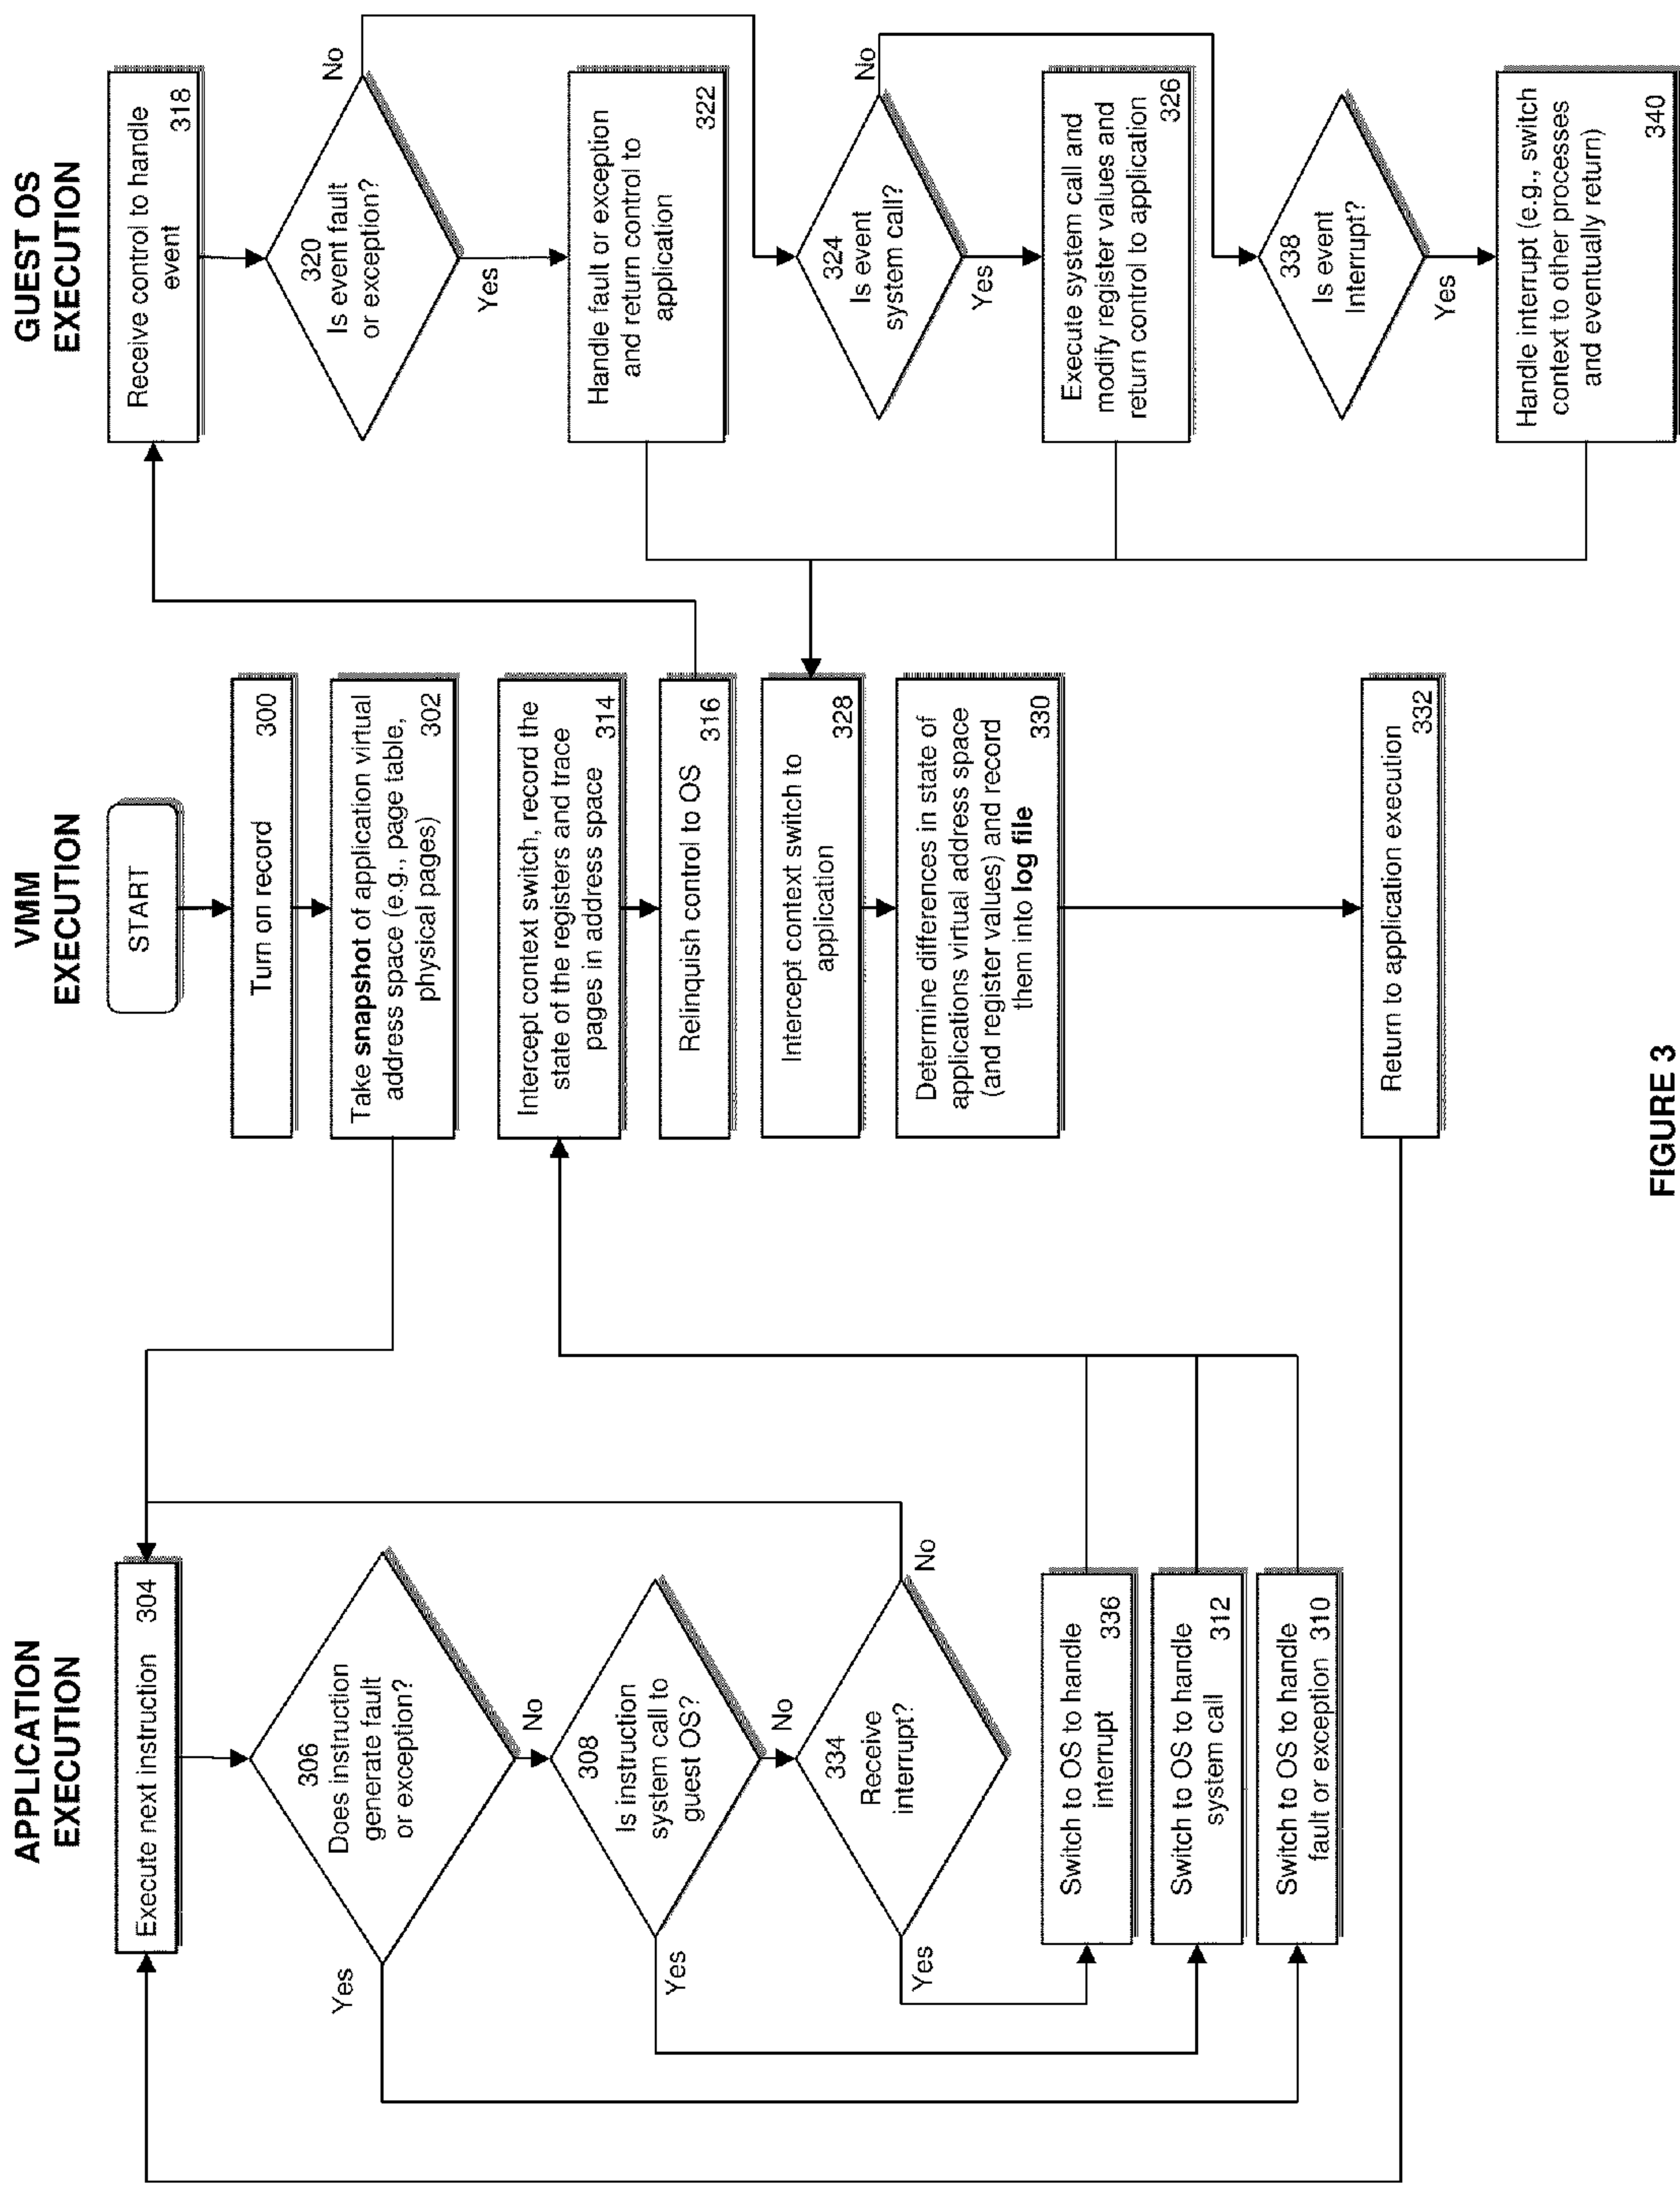 APPLICATION
EXECUTION
Execute next instruction 304
306
Does instruction
generate fault
or exception?
Yes
No
308
Is instruction
system call to
guest OS?
Yes
No
334
Receive
interrupt?
Yes
No
Switch to OS to handle
interrupt 336
Switch to OS to handle
system call 312
Switch to OS to handle
fault or exception 310
VMM
EXECUTION
START
Turn on record 300
Take snapshot of application virtual
address space (e.g., page table,
physical pages) 302
Intercept context switch, record the
state of the registers and trace
pages in address space 314
Relinquish control to OS 316
Intercept context switch to
application 328
Determine differences in state of
applications virtual address space
(and register values) and record
them into log file 330
Return to application execution
332
GUEST OS
EXECUTION
Receive control to handle
event 318
320
Is event fault
or exception?
No
Yes
Handle fault or exception
and return control to
application 322
324
Is event
system call?
No
Yes
Execute system call and
modify register values and
return control to application
326
338
Is event
Interrupt?
Yes
Handle interrupt (e.g., switch
context to other processes
and eventually return)
340
FIGURE 3